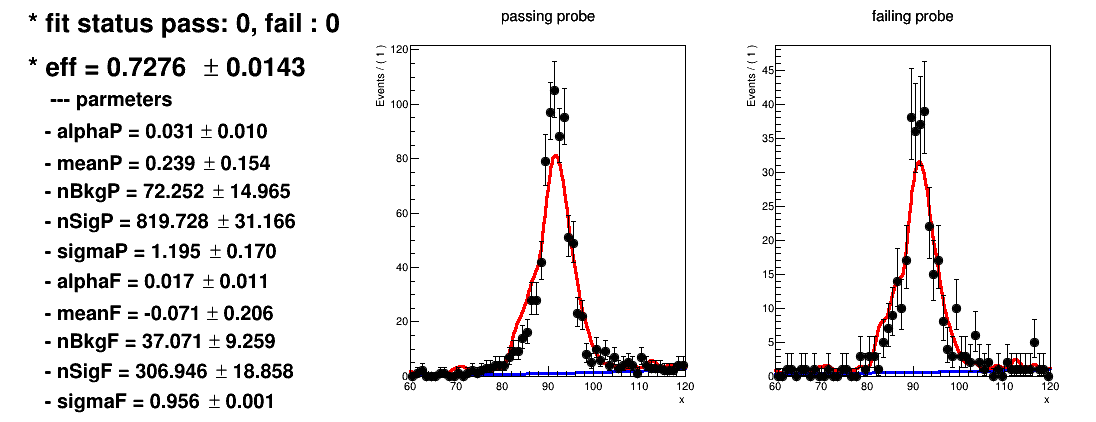 * fit status pass: 0, fail : 0
* eff = 0.7276 ± 0.0143
--- parmeters
- alphaP = 0.031 ± 0.010
- meanP = 0.239 ± 0.154
- nBkgP = 72.252 ± 14.965
- nSigP = 819.728 ± 31.166
- sigmaP = 1.195 ± 0.170
- alphaF = 0.017 ± 0.011
- meanF = -0.071 ± 0.206
- nBkgF = 37.071 ± 9.259
- nSigF = 306.946 ± 18.858
- sigmaF = 0.956 ± 0.001
passing probe
Events / ( 1 )
120
100
80
60
40
20
0
60 70 80 90 100 110 120
x
failing probe
Events / ( 1 )
45
40
35
30
25
20
15
10
5
0
60 70 80 90 100 110 120
x